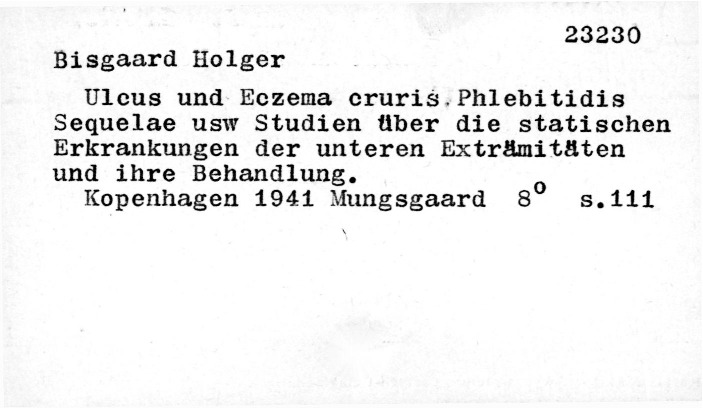 23230
Bisgaard Holger
Ulcus und Eczema cruris.Phlebitidis
Sequelae usw Studien über die statischen
Erkrankungen der unteren Exträmitäten
und ihre Behandlung.
Kopenhagen 1941 Mungsgaard 8⁰ s.111